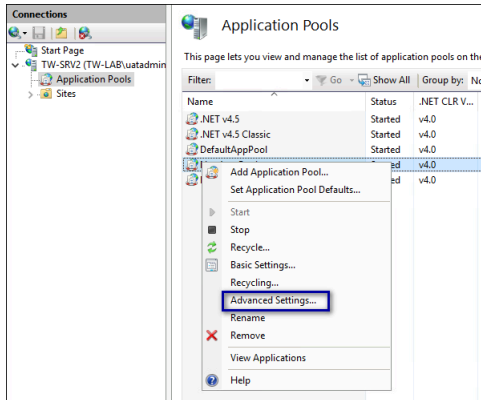 Connections
Start Page
TW-SRV2 (TW-LAB\uatadmin
Application Pools
Sites
Application Pools
This page lets you view and manage the list of application pools on the
Filter:
Go
Show All
Group by:
Name
Status
.NET CLR V...
.NET v4.5
Started
v4.0
.NET v4.5 Classic
Started
v4.0
DefaultAppPool
Started
v4.0
v4.0
v4.0
Add Application Pool...
Set Application Pool Defaults...
Start
Stop
Recycle...
Basic Settings...
Recycling...
Advanced Settings...
Rename
Remove
View Applications
Help